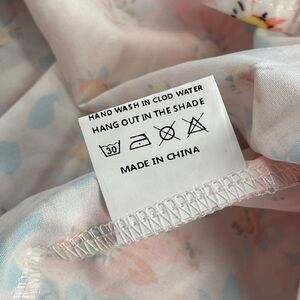 HAND WASH IN CLOD WATER
HANG OUT IN THE SHADE
30
MADE IN CHINA